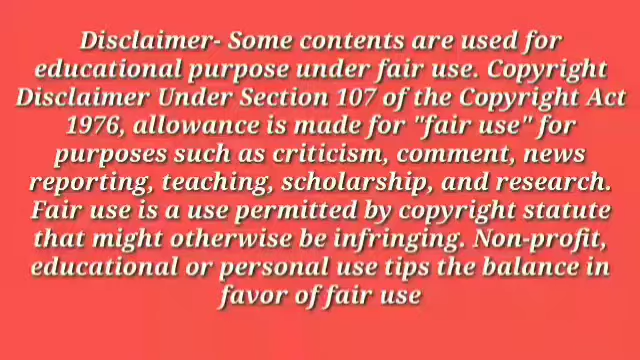 Disclaimer- Some contents are used for
educational purpose under fair use. Copyright
Disclaimer Under Section 107 of the Copyright Act
1976, allowance is made for "fair use" for
purposes such as criticism, comment, news
reporting, teaching, scholarship, and research.
Fair use is a use permitted by copyright statute
that might otherwise be infringing. Non-profit,
educational or personal use tips the balance in
favor of fair use